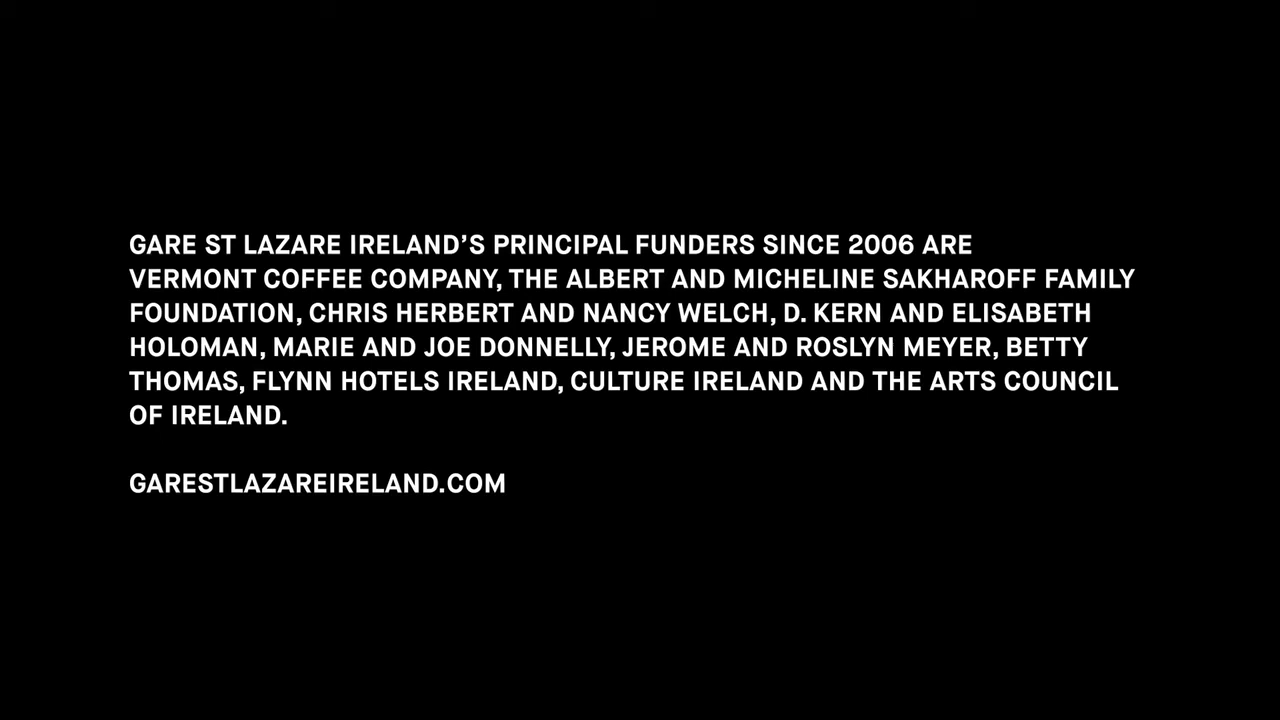 GARE ST LAZARE IRELAND’S PRINCIPAL FUNDERS SINCE 2006 ARE
VERMONT COFFEE COMPANY, THE ALBERT AND MICHELINE SAKHAROFF FAMILY
FOUNDATION, CHRIS HERBERT AND NANCY WELCH, D. KERN AND ELISABETH
HOLOMAN, MARIE AND JOE DONNELLY, JEROME AND ROSLYN MEYER, BETTY
THOMAS, FLYNN HOTELS IRELAND, CULTURE IRELAND AND THE ARTS COUNCIL
OF IRELAND.
GARESTLAZAREIRELAND.COM